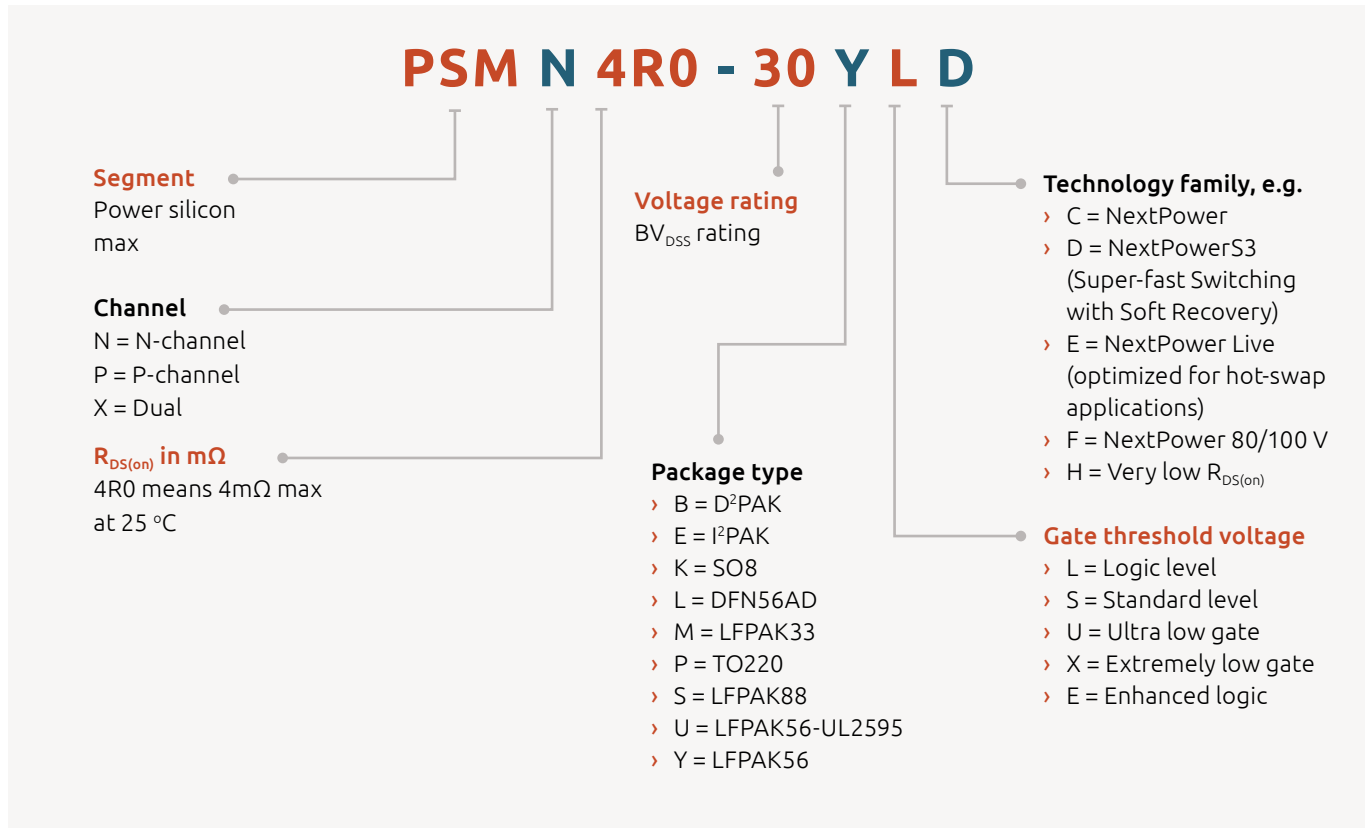 PSM N 4R0 - 30 Y L D
Segment
Power silicon
max
Channel
N = N-channel
P = P-channel
X = Dual
RDS(on) in mΩ
4R0 means 4mΩ max
at 25 ºC
Voltage rating
BVDSS rating
Package type
› B = D²PAK
› E = I²PAK
› K = SO8
› L = DFN56AD
› M = LFPAK33
› P = TO220
› S = LFPAK88
› U = LFPAK56-UL2595
› Y = LFPAK56
Technology family, e.g.
› C = NextPower
› D = NextPowerS3
(Super-fast Switching
with Soft Recovery)
› E = NextPower Live
(optimized for hot-swap
applications)
› F = NextPower 80/100 V
› H = Very low RDS(on)
Gate threshold voltage
› L = Logic level
› S = Standard level
› U = Ultra low gate
› X = Extremely low gate
› E = Enhanced logic